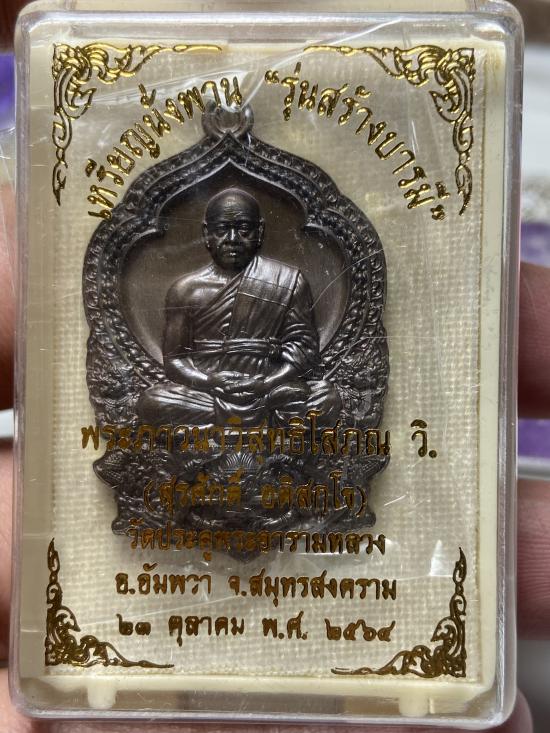 เหรียญนั่งพาน "รุ่นสร้างบารมี"
พระภาวนาวิสุทธิโสภณ วิ.
(สุรศักดิ์ อติสกฺโข)
วัดประดู่พระอารามหลวง
อ.อัมพวา จ.สมุทรสงคราม
๒๓ ตุลาคม พ.ศ. ๒๕๖๔